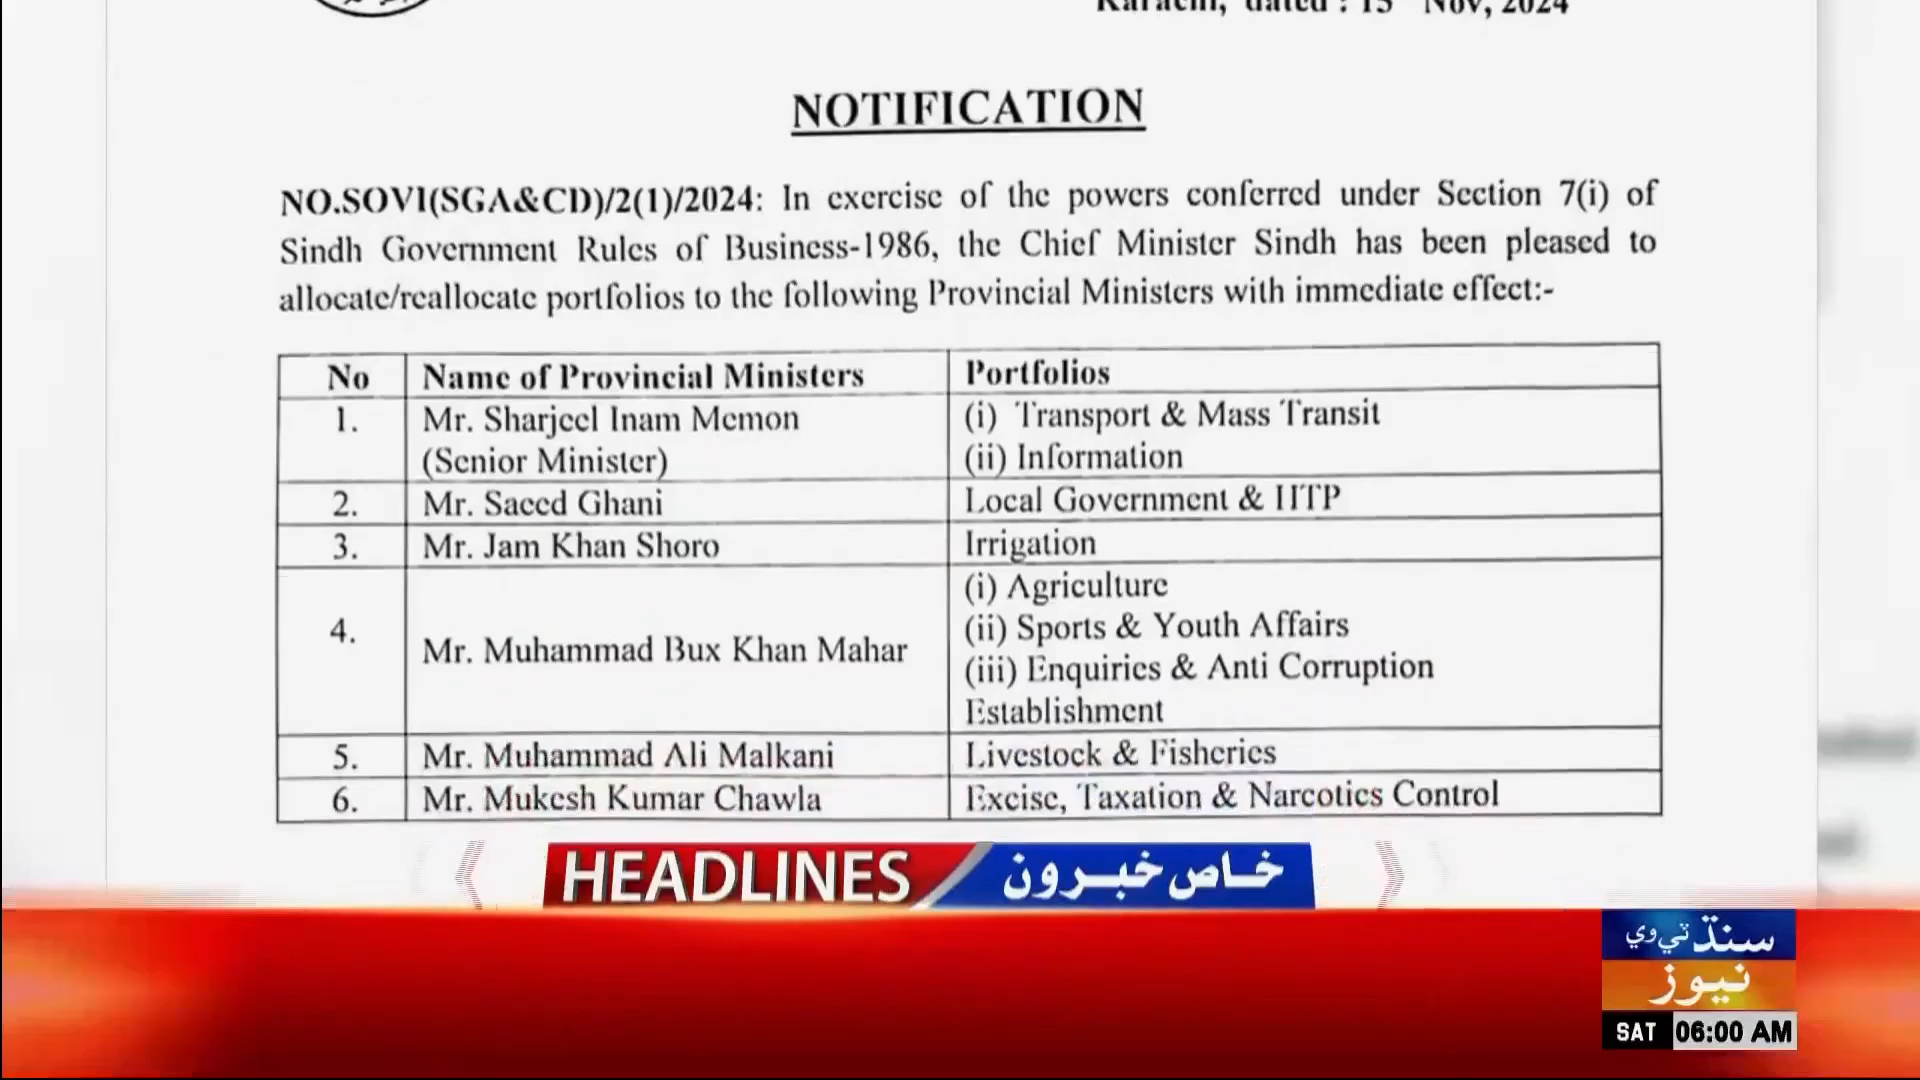 Karachi, dated : 15 Nov, 2024
NOTIFICATION
NO.SOVI(SGA&CD)/2(1)/2024: In exercise of the powers conferred under Section 7(i) of
Sindh Government Rules of Business-1986, the Chief Minister Sindh has been pleased to
allocate/reallocate portfolios to the following Provincial Ministers with immediate effect:-
No Name of Provincial Ministers Portfolios
1. Mr. Sharjeel Inam Memon (i) Transport & Mass Transit
(Senior Minister) (ii) Information
2. Mr. Saeed Ghani Local Government & HTP
3. Mr. Jam Khan Shoro Irrigation
4. Mr. Muhammad Bux Khan Mahar (i) Agriculture
(ii) Sports & Youth Affairs
(iii) Enquiries & Anti Corruption
Establishment
5. Mr. Muhammad Ali Malkani Livestock & Fisheries
6. Mr. Mukesh Kumar Chawla Excise, Taxation & Narcotics Control
HEADLINES خاص خبرون
سنڌ ٽي وي
نيوز
SAT 06:00 AM